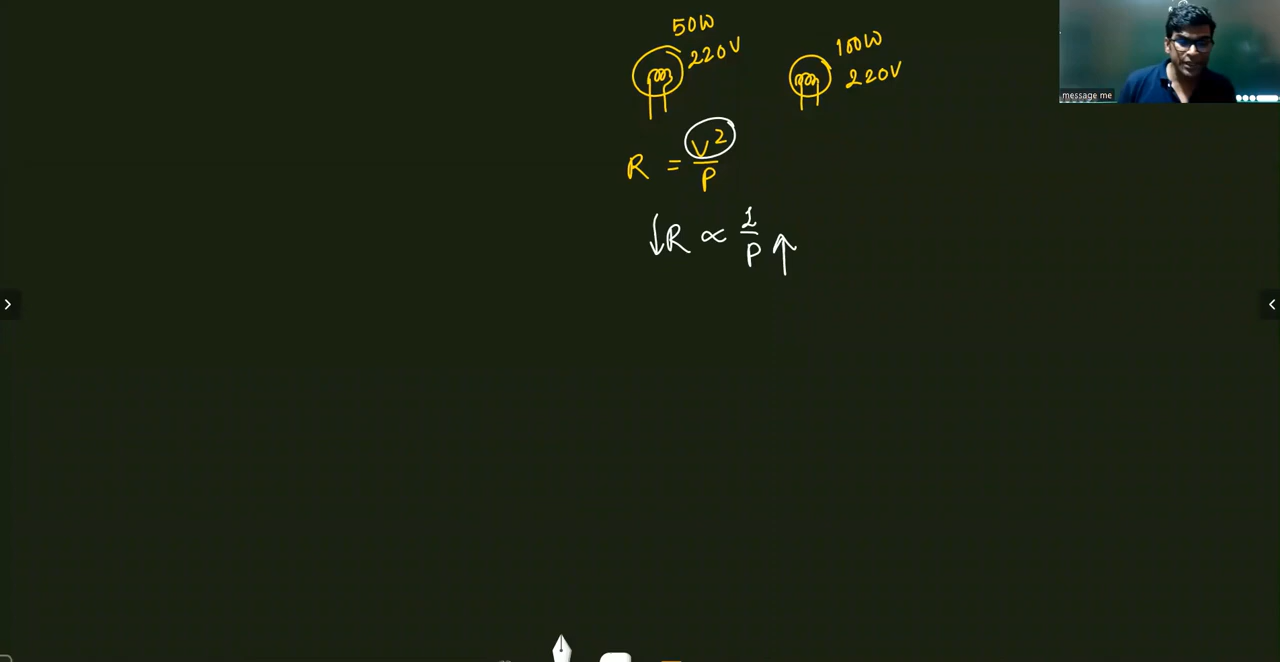 50W
220V
100W
220V
R = V²/P
↓R ∝ 1/P ↑
message me